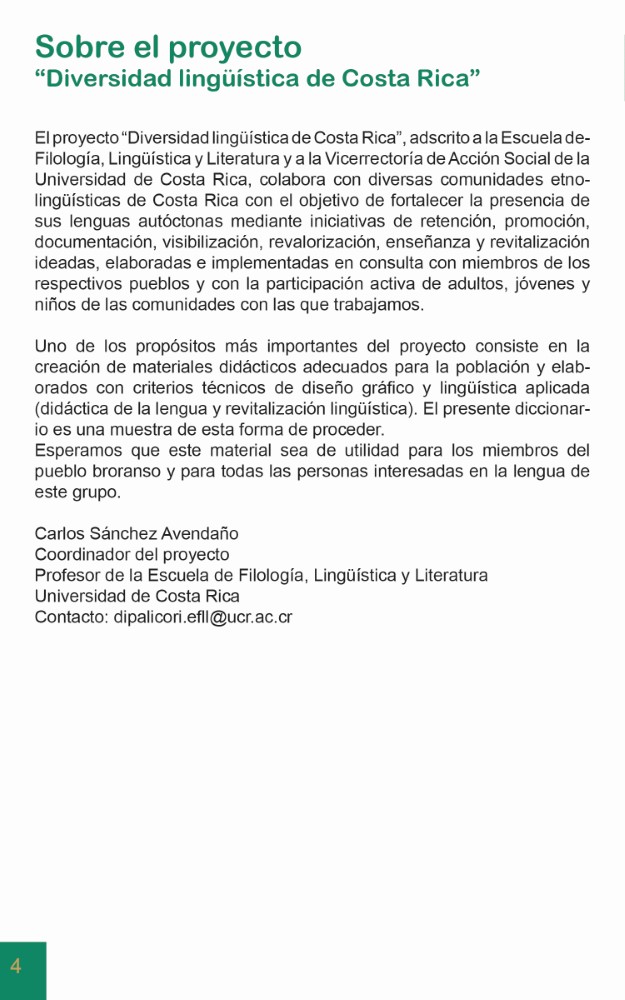 Sobre el proyecto
“Diversidad lingüística de Costa Rica”
El proyecto “Diversidad lingüística de Costa Rica”, adscrito a la Escuela de-
Filología, Lingüística y Literatura y a la Vicerrectoría de Acción Social de la
Universidad de Costa Rica, colabora con diversas comunidades etno-
lingüísticas de Costa Rica con el objetivo de fortalecer la presencia de
sus lenguas autóctonas mediante iniciativas de retención, promoción,
documentación, visibilización, revalorización, enseñanza y revitalización
ideadas, elaboradas e implementadas en consulta con miembros de los
respectivos pueblos y con la participación activa de adultos, jóvenes y
niños de las comunidades con las que trabajamos.
Uno de los propósitos más importantes del proyecto consiste en la
creación de materiales didácticos adecuados para la población y elab-
orados con criterios técnicos de diseño gráfico y lingüística aplicada
(didáctica de la lengua y revitalización lingüística). El presente diccionar-
io es una muestra de esta forma de proceder.
Esperamos que este material sea de utilidad para los miembros del
pueblo broranso y para todas las personas interesadas en la lengua de
este grupo.
Carlos Sánchez Avendaño
Coordinador del proyecto
Profesor de la Escuela de Filología, Lingüística y Literatura
Universidad de Costa Rica
Contacto: dipalicori.efll@ucr.ac.cr
4